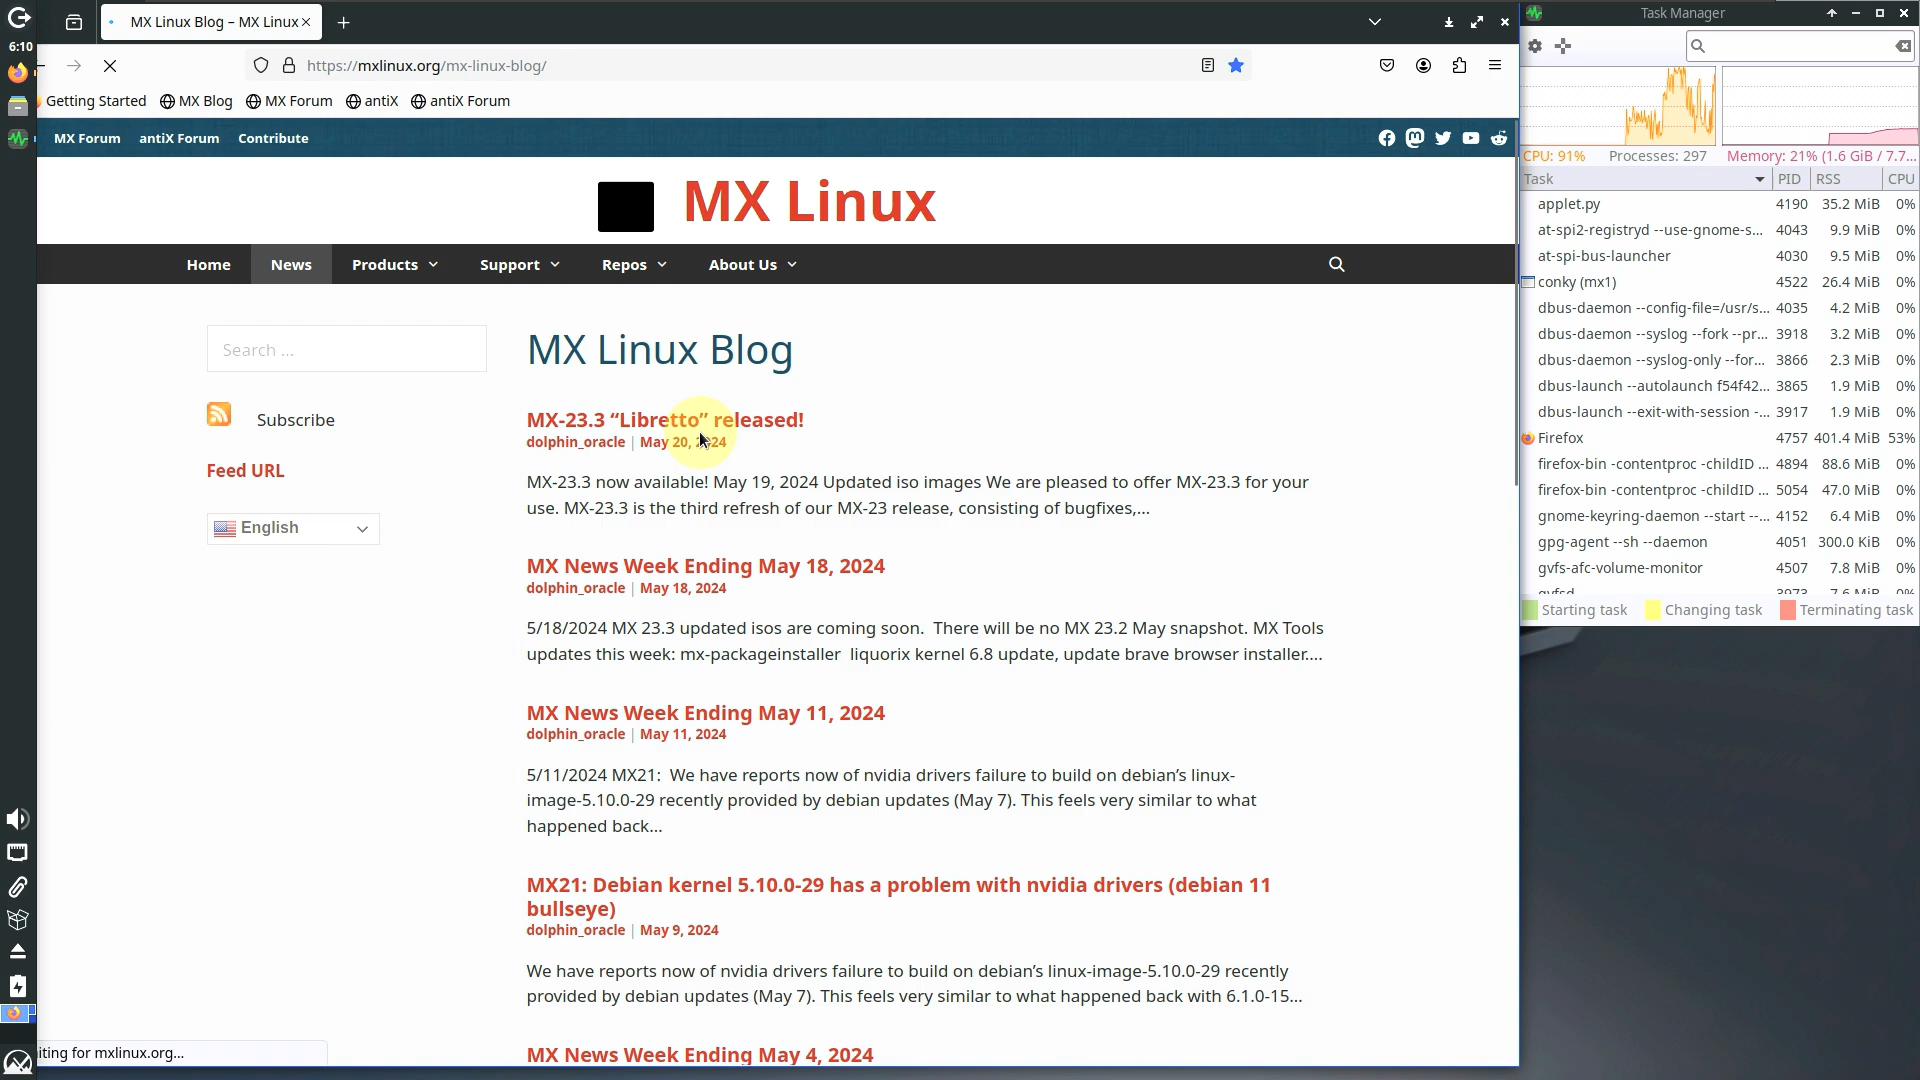 6:10
MX Linux Blog – MX Linux
https://mxlinux.org/mx-linux-blog/
Getting Started
MX Blog
MX Forum
antiX
antiX Forum
MX Forum
antiX Forum
Contribute
MX Linux
Home
News
Products
Support
Repos
About Us
Search ...
Subscribe
Feed URL
English
MX Linux Blog
MX-23.3 “Libretto” released!
dolphin_oracle | May 20, 2024
MX-23.3 now available! May 19, 2024 Updated iso images We are pleased to offer MX-23.3 for your
use. MX-23.3 is the third refresh of our MX-23 release, consisting of bugfixes,...
MX News Week Ending May 18, 2024
dolphin_oracle | May 18, 2024
5/18/2024 MX 23.3 updated isos are coming soon.  There will be no MX 23.2 May snapshot. MX Tools
updates this week: mx-packageinstaller  liquorix kernel 6.8 update, update brave browser installer....
MX News Week Ending May 11, 2024
dolphin_oracle | May 11, 2024
5/11/2024 MX21:  We have reports now of nvidia drivers failure to build on debian’s linux-
image-5.10.0-29 recently provided by debian updates (May 7). This feels very similar to what
happened back...
MX21: Debian kernel 5.10.0-29 has a problem with nvidia drivers (debian 11
bullseye)
dolphin_oracle | May 9, 2024
We have reports now of nvidia drivers failure to build on debian’s linux-image-5.10.0-29 recently
provided by debian updates (May 7). This feels very similar to what happened back with 6.1.0-15...
MX News Week Ending May 4, 2024
iting for mxlinux.org...
Task Manager
CPU: 91% Processes: 297 Memory: 21% (1.6 GiB / 7.7...
Task PID RSS CPU
applet.py 4190 35.2 MiB 0%
at-spi2-registryd --use-gnome-s... 4043 9.9 MiB 0%
at-spi-bus-launcher 4030 9.5 MiB 0%
conky (mx1) 4522 26.4 MiB 0%
dbus-daemon --config-file=/usr/s... 4035 4.2 MiB 0%
dbus-daemon --syslog --fork --pr... 3918 3.2 MiB 0%
dbus-daemon --syslog-only --for... 3866 2.3 MiB 0%
dbus-launch --autolaunch f54f42... 3865 1.9 MiB 0%
dbus-launch --exit-with-session -... 3917 1.9 MiB 0%
Firefox 4757 401.4 MiB 53%
firefox-bin -contentproc -childID ... 4894 88.6 MiB 0%
firefox-bin -contentproc -childID ... 5054 47.0 MiB 0%
gnome-keyring-daemon --start --... 4152 6.4 MiB 0%
gpg-agent --sh --daemon 4051 300.0 KiB 0%
gvfs-afc-volume-monitor 4507 7.8 MiB 0%
gvfsd 3973 7.6 MiB 0%
Starting task Changing task Terminating task